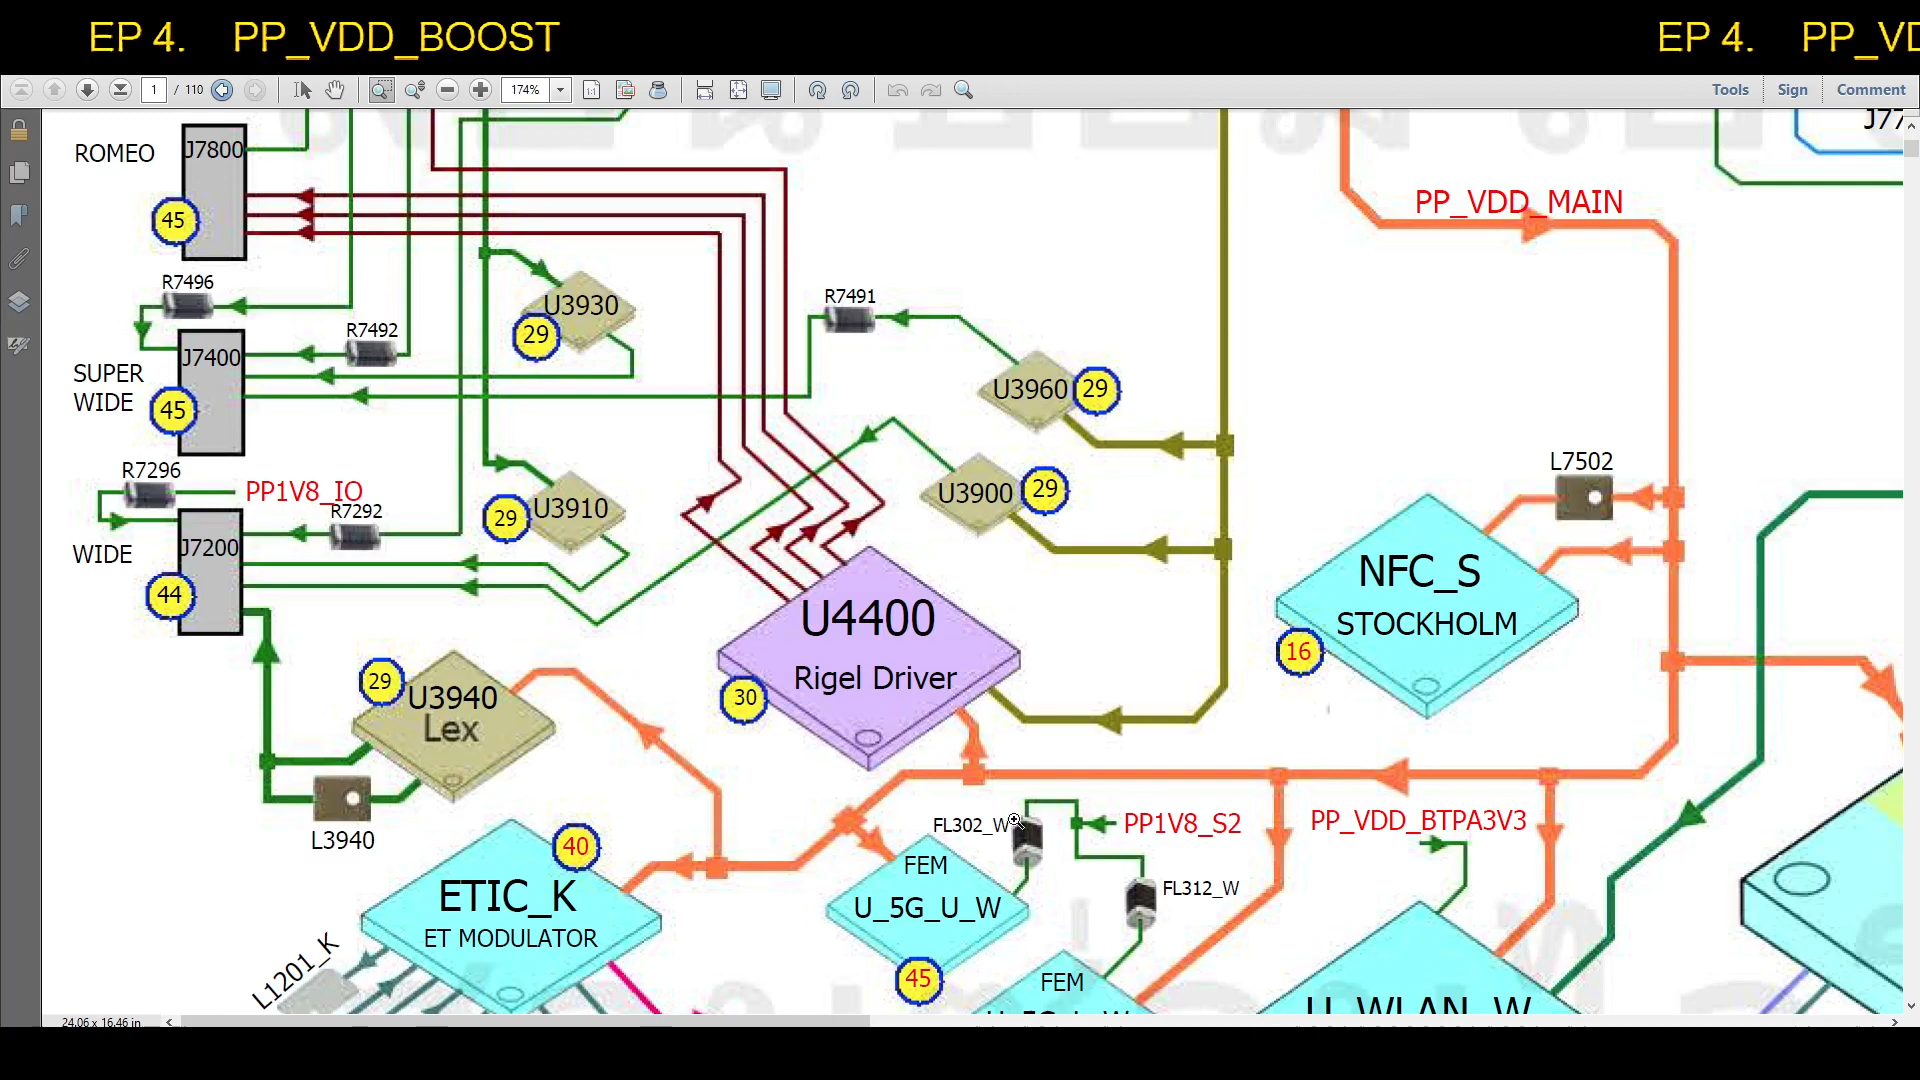 EP 4. PP_VDD_BOOST
EP 4. PP_VD
1 / 110
174%
Tools Sign Comment
J77
ROMEO
J7800
45
PP_VDD_MAIN
R7496
U3930
29
R7491
R7492
J7400
SUPER
WIDE
45
U3960
29
R7296
PP1V8_IO
R7292
U3910
29
U3900
29
L7502
WIDE
J7200
44
NFC_S
STOCKHOLM
16
U4400
Rigel Driver
30
29
U3940
Lex
L3940
FL302_W
PP1V8_S2
PP_VDD_BTPA3V3
40
ETIC_K
ET MODULATOR
FEM
U_5G_U_W
45
FL312_W
L1201_K
FEM
U_WLAN_W
24.06 x 16.46 in